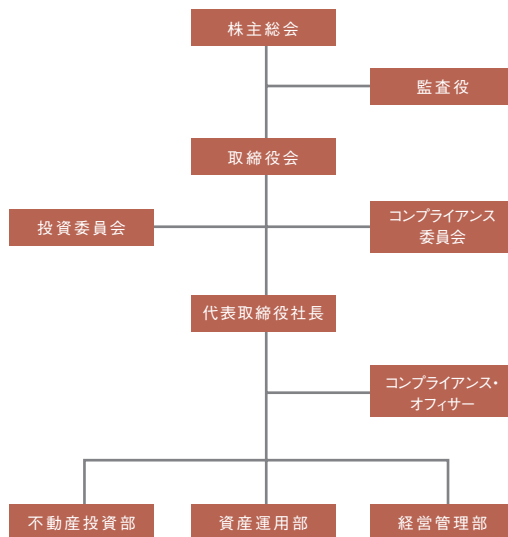 株主総会
監査役
取締役会
投資委員会
コンプライアンス
委員会
代表取締役社長
コンプライアンス・
オフィサー
不動産投資部
資産運用部
経営管理部